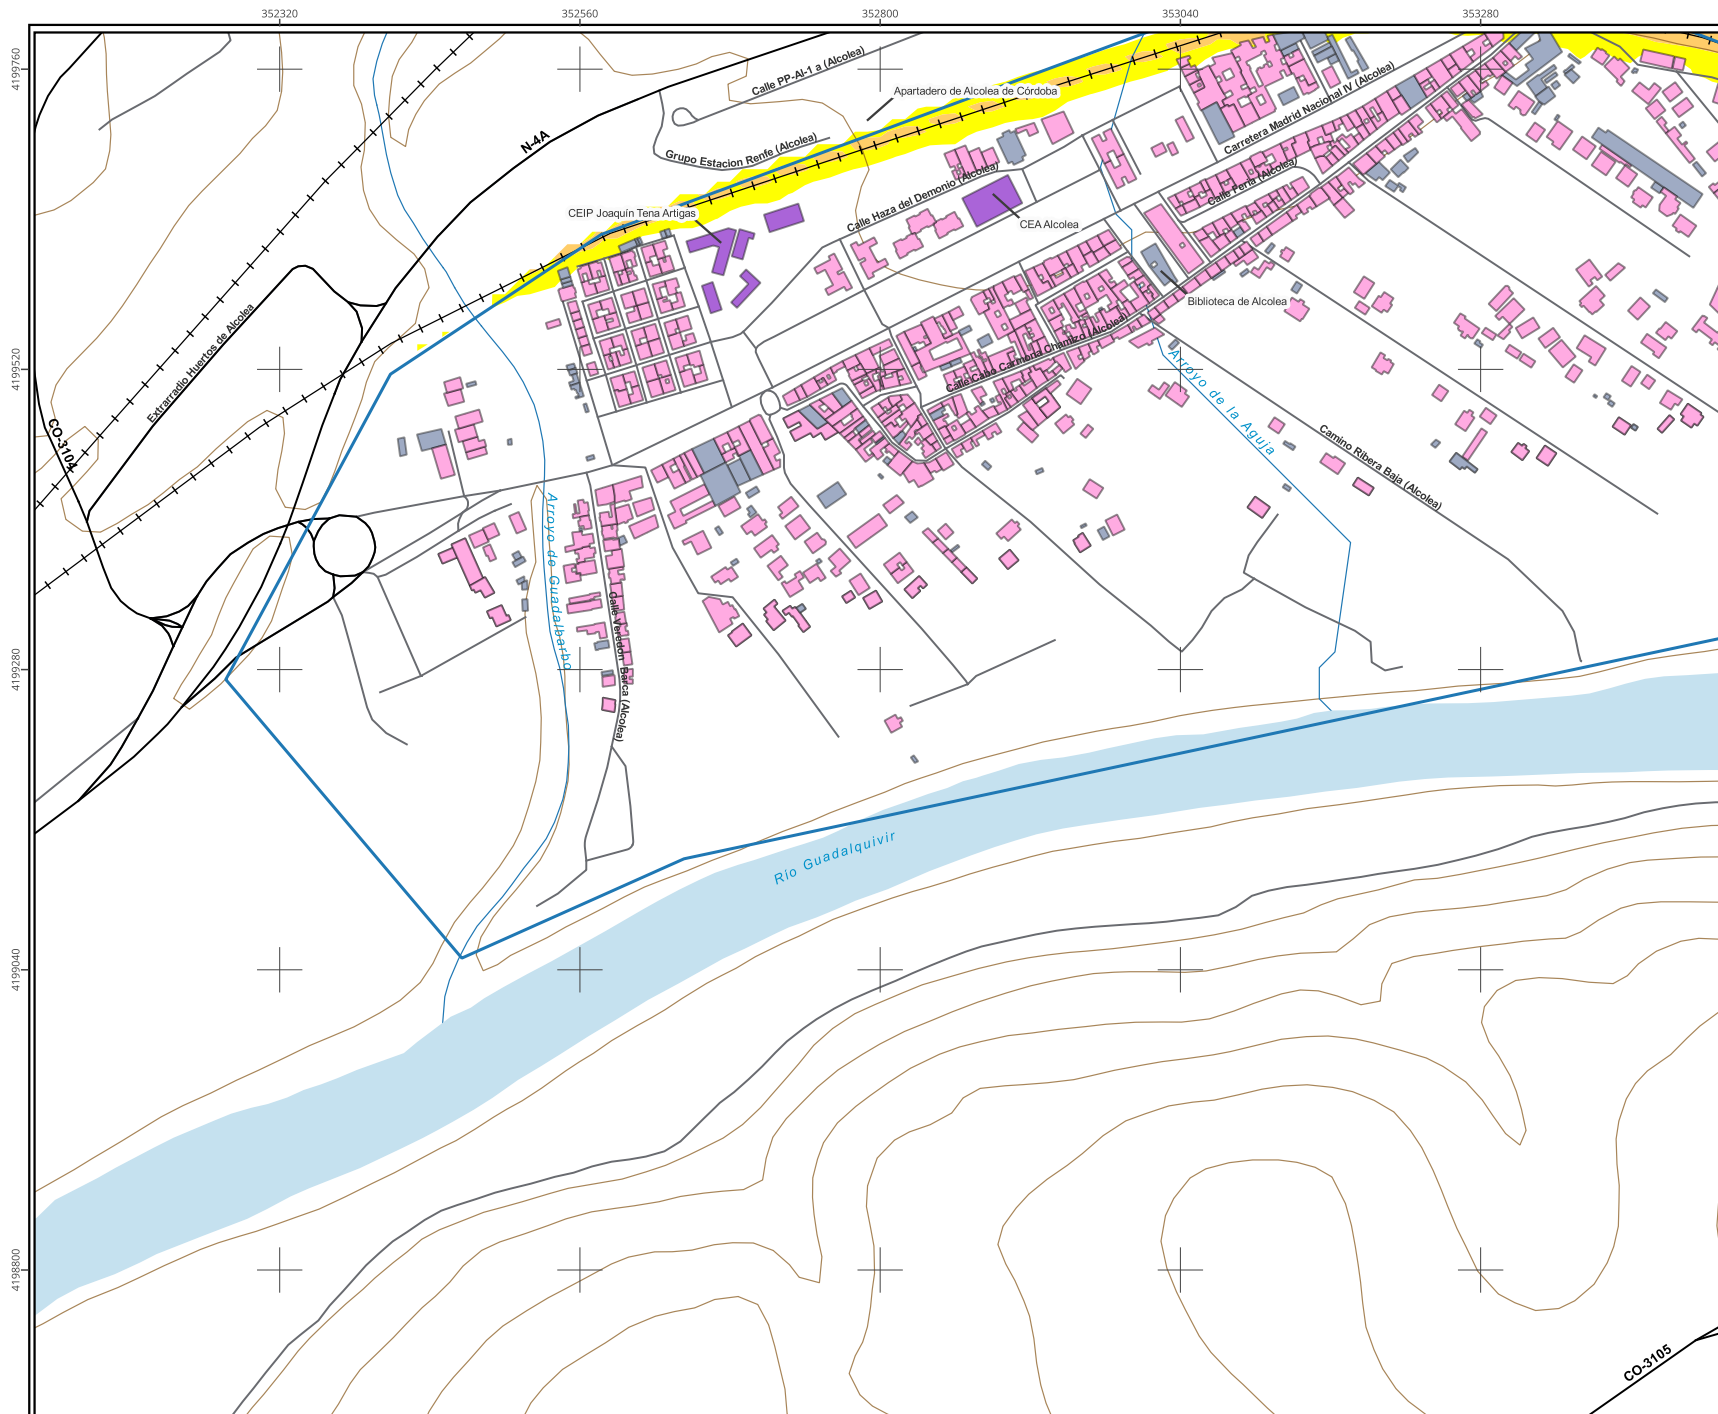 352320
352560
352800
353040
353280
4199760
4199520
4199280
4199040
4198800
Calle PP-Al-1 a (Alcolea)
N-4A
Apartadero de Alcolea de Córdoba
Carretera Madrid Nacional IV (Alcolea)
Grupo Estacion Renfe (Alcolea)
Calle Haza del Demonio (Alcolea)
Calle Feria (Alcolea)
CEIP Joaquín Tena Artigas
CEA Alcolea
Biblioteca de Alcolea
Extrarradio Huertos de Alcolea
Calle Cabo Carmona Chamizo (Alcolea)
Arroyo de la Aguja
CO-3104
Camino Ribera Baja (Alcolea)
Arroyo de Guadalbarbo
Calle Veredon Barca (Alcolea)
Río Guadalquivir
CO-3105